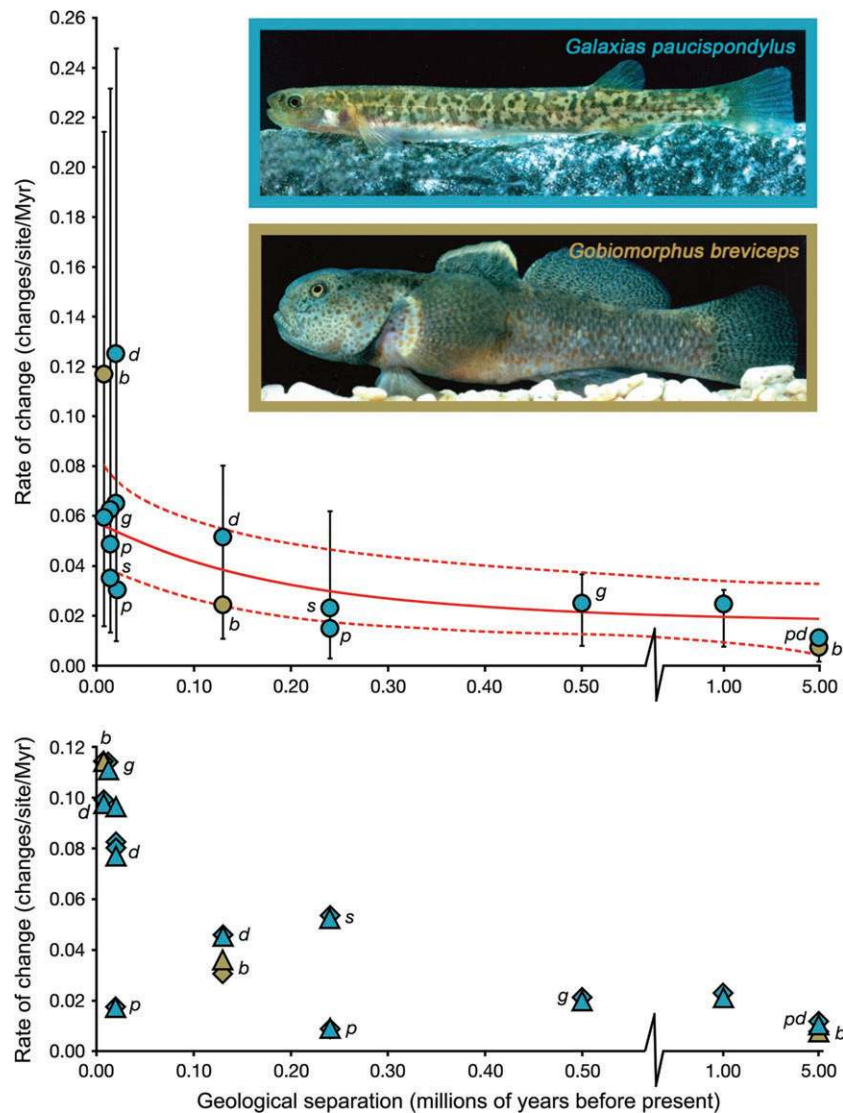 Galaxias paucispondylus
Gobiomorphus breviceps
Rate of change (changes/site/Myr)
0.26
0.24
0.22
0.20
0.18
0.16
0.14
0.12
0.10
0.08
0.06
0.04
0.02
0.00
d
b
g
p
s
p
d
b
s
p
g
pd
b
0.00 0.10 0.20 0.30 0.40 0.50 1.00 5.00
Rate of change (changes/site/Myr)
0.12
0.10
0.08
0.06
0.04
0.02
0.00
b
g
d
d
p
d
b
s
p
g
pd
b
0.00 0.10 0.20 0.30 0.40 0.50 1.00 5.00
Geological separation (millions of years before present)